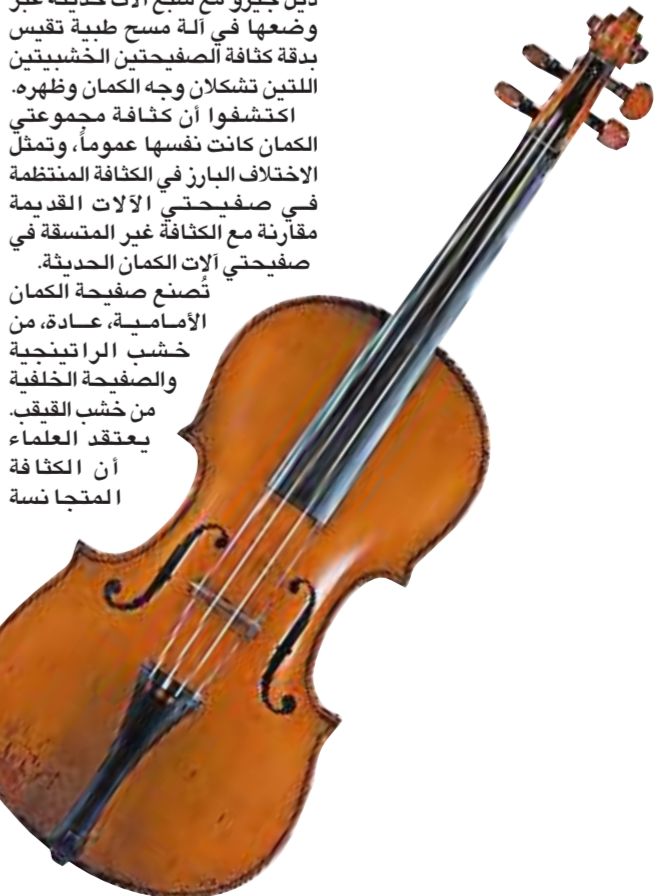 وضعها في آلة مسح طبية تقيس
بدقة كثافة الصفيحتين الخشبيتين
اللتين تشكلان وجه الكمان وظهره.
اكتشفوا أن كثافة مجموعتي
الكمان كانت نفسها عموماً، وتمثل
الاختلاف البارز في الكثافة المنتظمة
في صفيحتي الآلات القديمة
مقارنة مع الكثافة غير المتسقة في
صفيحتي آلات الكمان الحديثة.
تُصنع صفيحة الكمان
الأمامية، عادة، من
خشب الراتينجية
والصفيحة الخلفية
من خشب القيقب.
يعتقد العلماء
أن الكثافة
المتجانسة